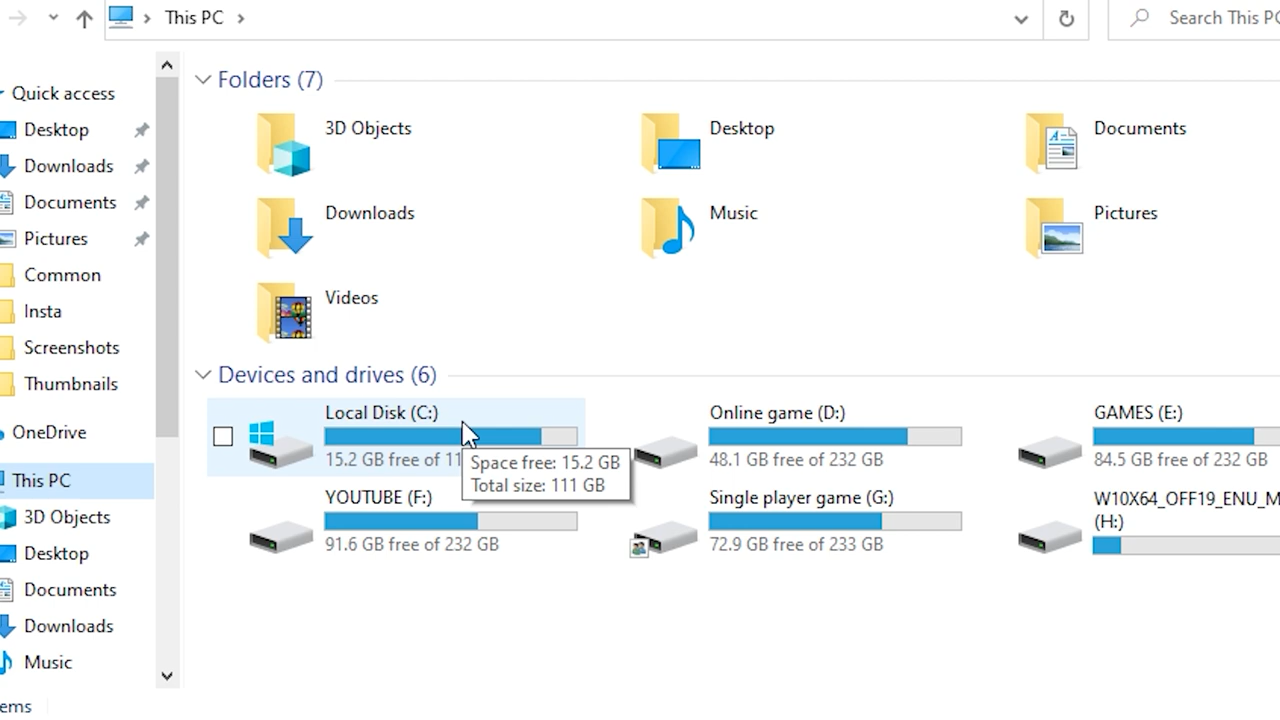 This PC
Search This PC
Quick access
Desktop
Downloads
Documents
Pictures
Common
Insta
Screenshots
Thumbnails
OneDrive
This PC
3D Objects
Desktop
Documents
Downloads
Music
Folders (7)
3D Objects
Desktop
Documents
Downloads
Music
Pictures
Videos
Devices and drives (6)
Local Disk (C:)
15.2 GB free of 11
Space free: 15.2 GB
Total size: 111 GB
Online game (D:)
48.1 GB free of 232 GB
GAMES (E:)
84.5 GB free of 232 GB
YOUTUBE (F:)
91.6 GB free of 232 GB
Single player game (G:)
72.9 GB free of 233 GB
W10X64_OFF19_ENU_M
(H:)
ems